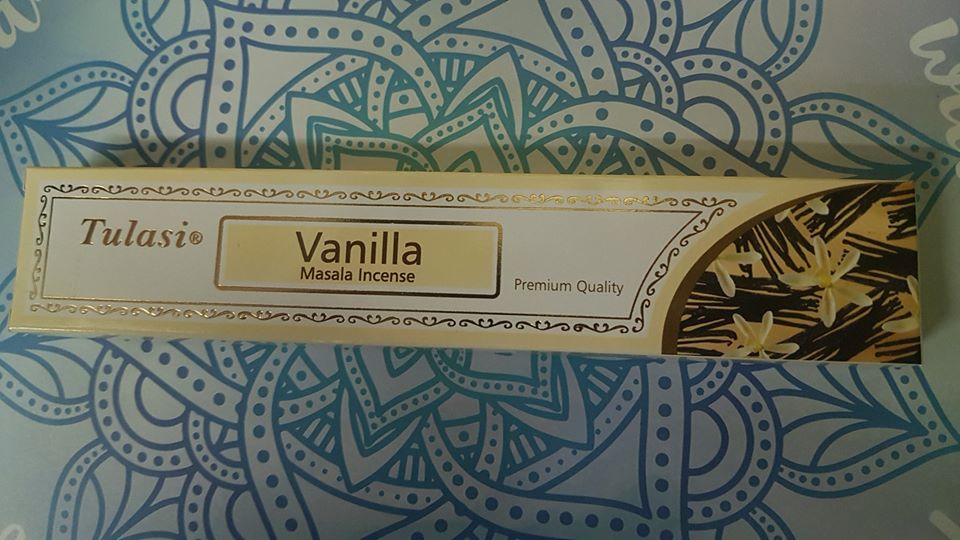 Tulasi®
Vanilla
Masala Incense
Premium Quality